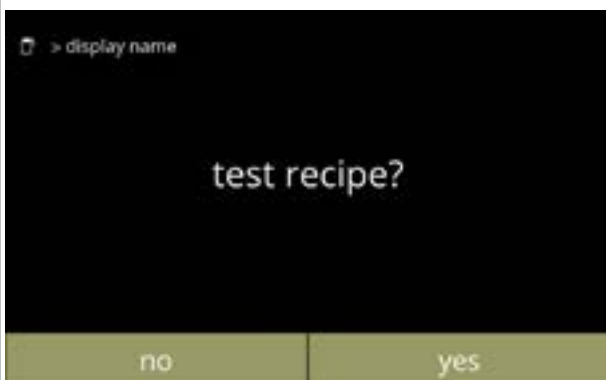 > display name
test recipe?
no
yes